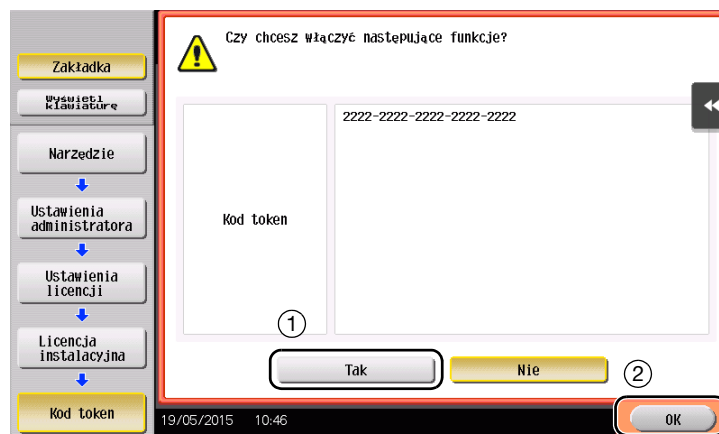 Czy chcesz włączyć następujące funkcje?
Zakładka
Wyświetl
klawiaturę
2222-2222-2222-2222-2222
Narzędzie
Ustawienia
administratora
Kod token
Ustawienia
licencji
Licencja
instalacyjna
1
Tak
Nie
2
Kod token
19/05/2015 10:46
OK